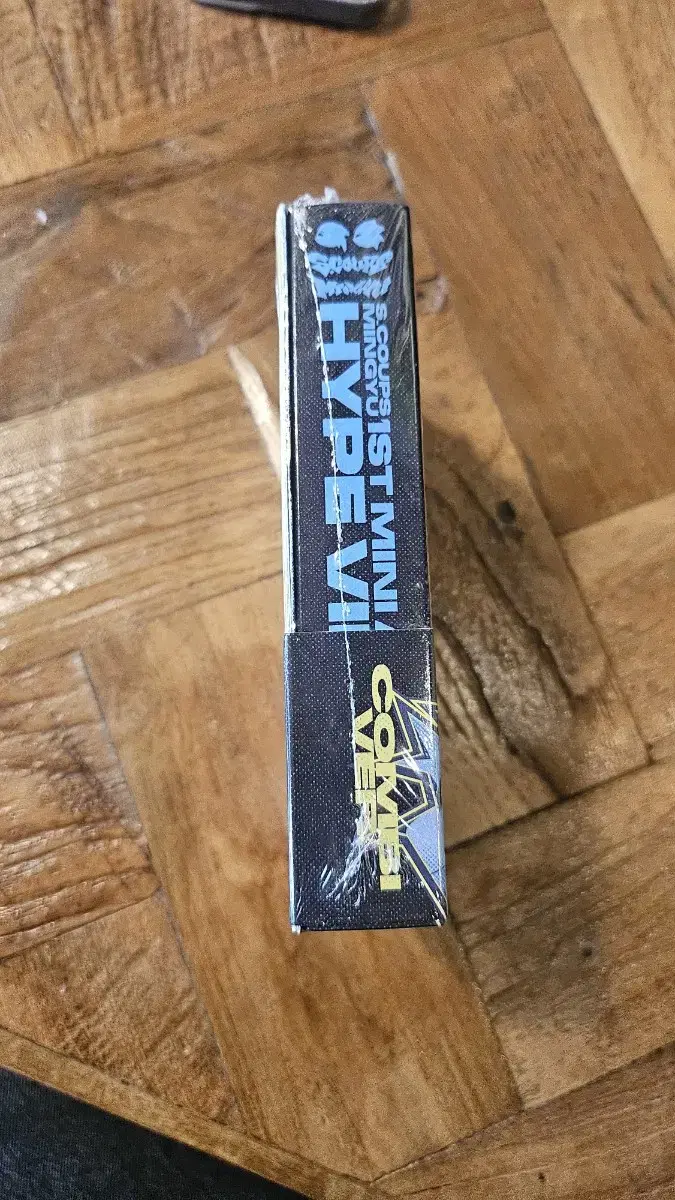 S.COUPS
MINGYU
1ST MINI
HYPE VI
COMBI
VER